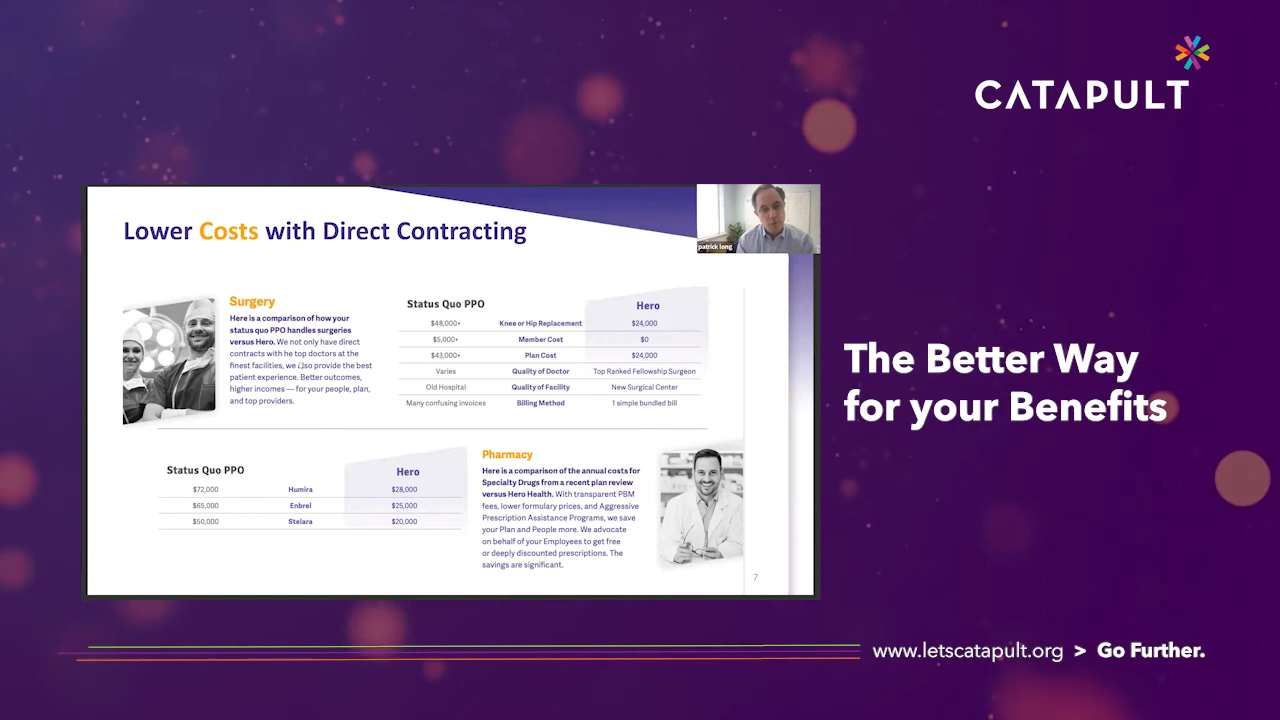 CATAPULT
Lower Costs with Direct Contracting
patrick long
Surgery
Here is a comparison of how your
status quo PPO handles surgeries
versus Hero. We not only have direct
contracts with he top doctors at the
finest facilities, we also provide the best
patient experience. Better outcomes,
higher incomes — for your people, plan,
and top providers.
Status Quo PPO Hero
$48,000+ Knee or Hip Replacement $24,000
$5,000+ Member Cost $0
$43,000+ Plan Cost $24,000
Varies Quality of Doctor Top Ranked Fellowship Surgeon
Old Hospital Quality of Facility New Surgical Center
Many confusing invoices Billing Method 1 simple bundled bill
Status Quo PPO Hero
$72,000 Humira $28,000
$65,000 Enbrel $25,000
$50,000 Stelara $20,000
Pharmacy
Here is a comparison of the annual costs for
Specialty Drugs from a recent plan review
versus Hero Health. With transparent PBM
fees, lower formulary prices, and Aggressive
Prescription Assistance Programs, we save
your Plan and People more. We advocate
on behalf of your Employees to get free
or deeply discounted prescriptions. The
savings are significant.
7
The Better Way
for your Benefits
www.letscatapult.org > Go Further.